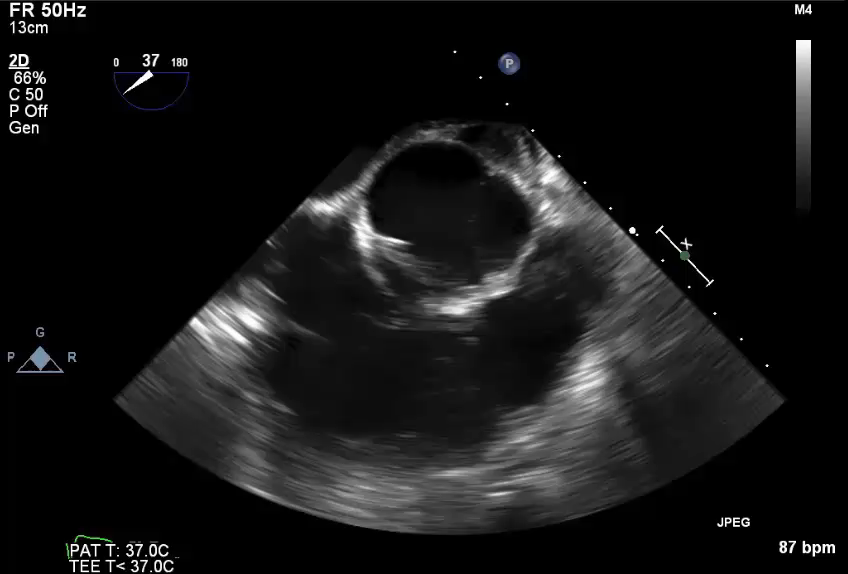 FR 50Hz
13cm
M4
2D
66%
C 50
P Off
Gen
0 37 180
P
G
P R
JPEG
87 bpm
PAT T: 37.0C
TEE T< 37.0C